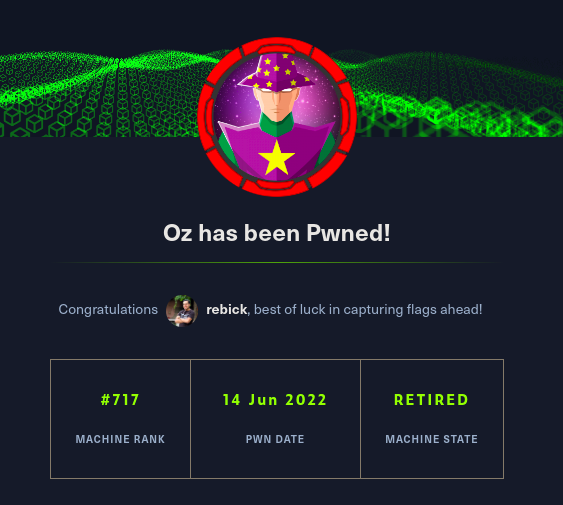 Oz has been Pwned!
Congratulations rebick, best of luck in capturing flags ahead!
#717
14 Jun 2022
RETIRED
MACHINE RANK
PWN DATE
MACHINE STATE